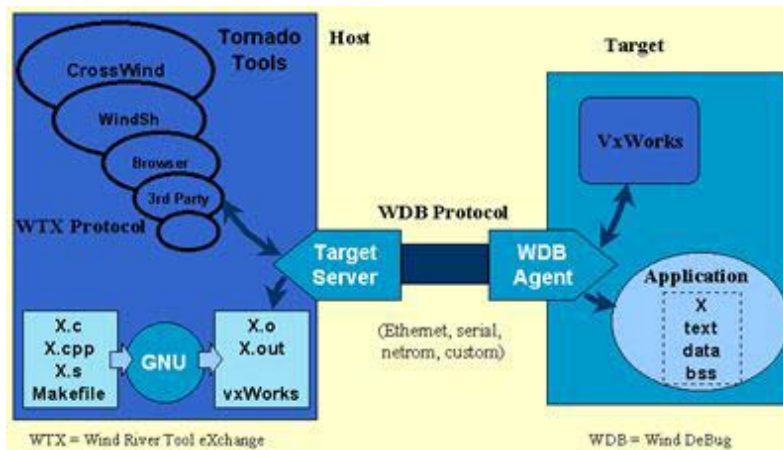 Tornado
Tools
Host
Target
CrossWind
WindSh
Browser
3rd Party
WTX Protocol
WDB Protocol
VxWorks
Target
Server
WDB
Agent
Application
X
text
data
bss
(Ethernet, serial,
netrom, custom)
X.c
X.cpp
X.s
Makefile
GNU
X.o
X.out
vxWorks
WTX = Wind River Tool eXchange
WDB = Wind DeBug